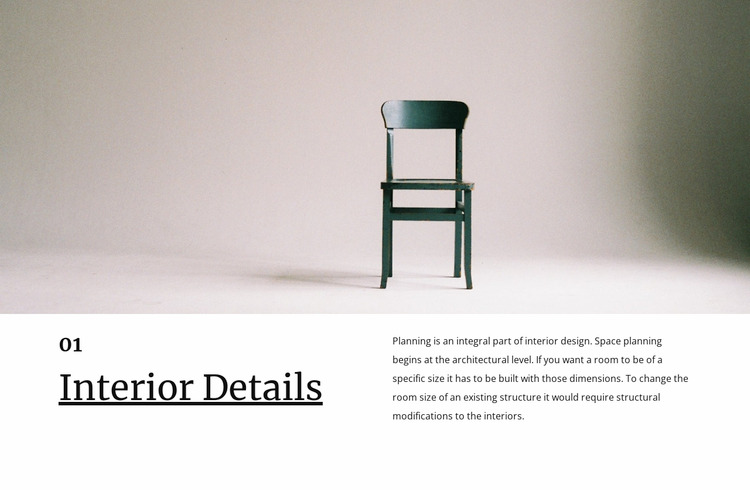 01
Interior Details
Planning is an integral part of interior design. Space planning
begins at the architectural level. If you want a room to be of a
specific size it has to be built with those dimensions. To change the
room size of an existing structure it would require structural
modifications to the interiors.